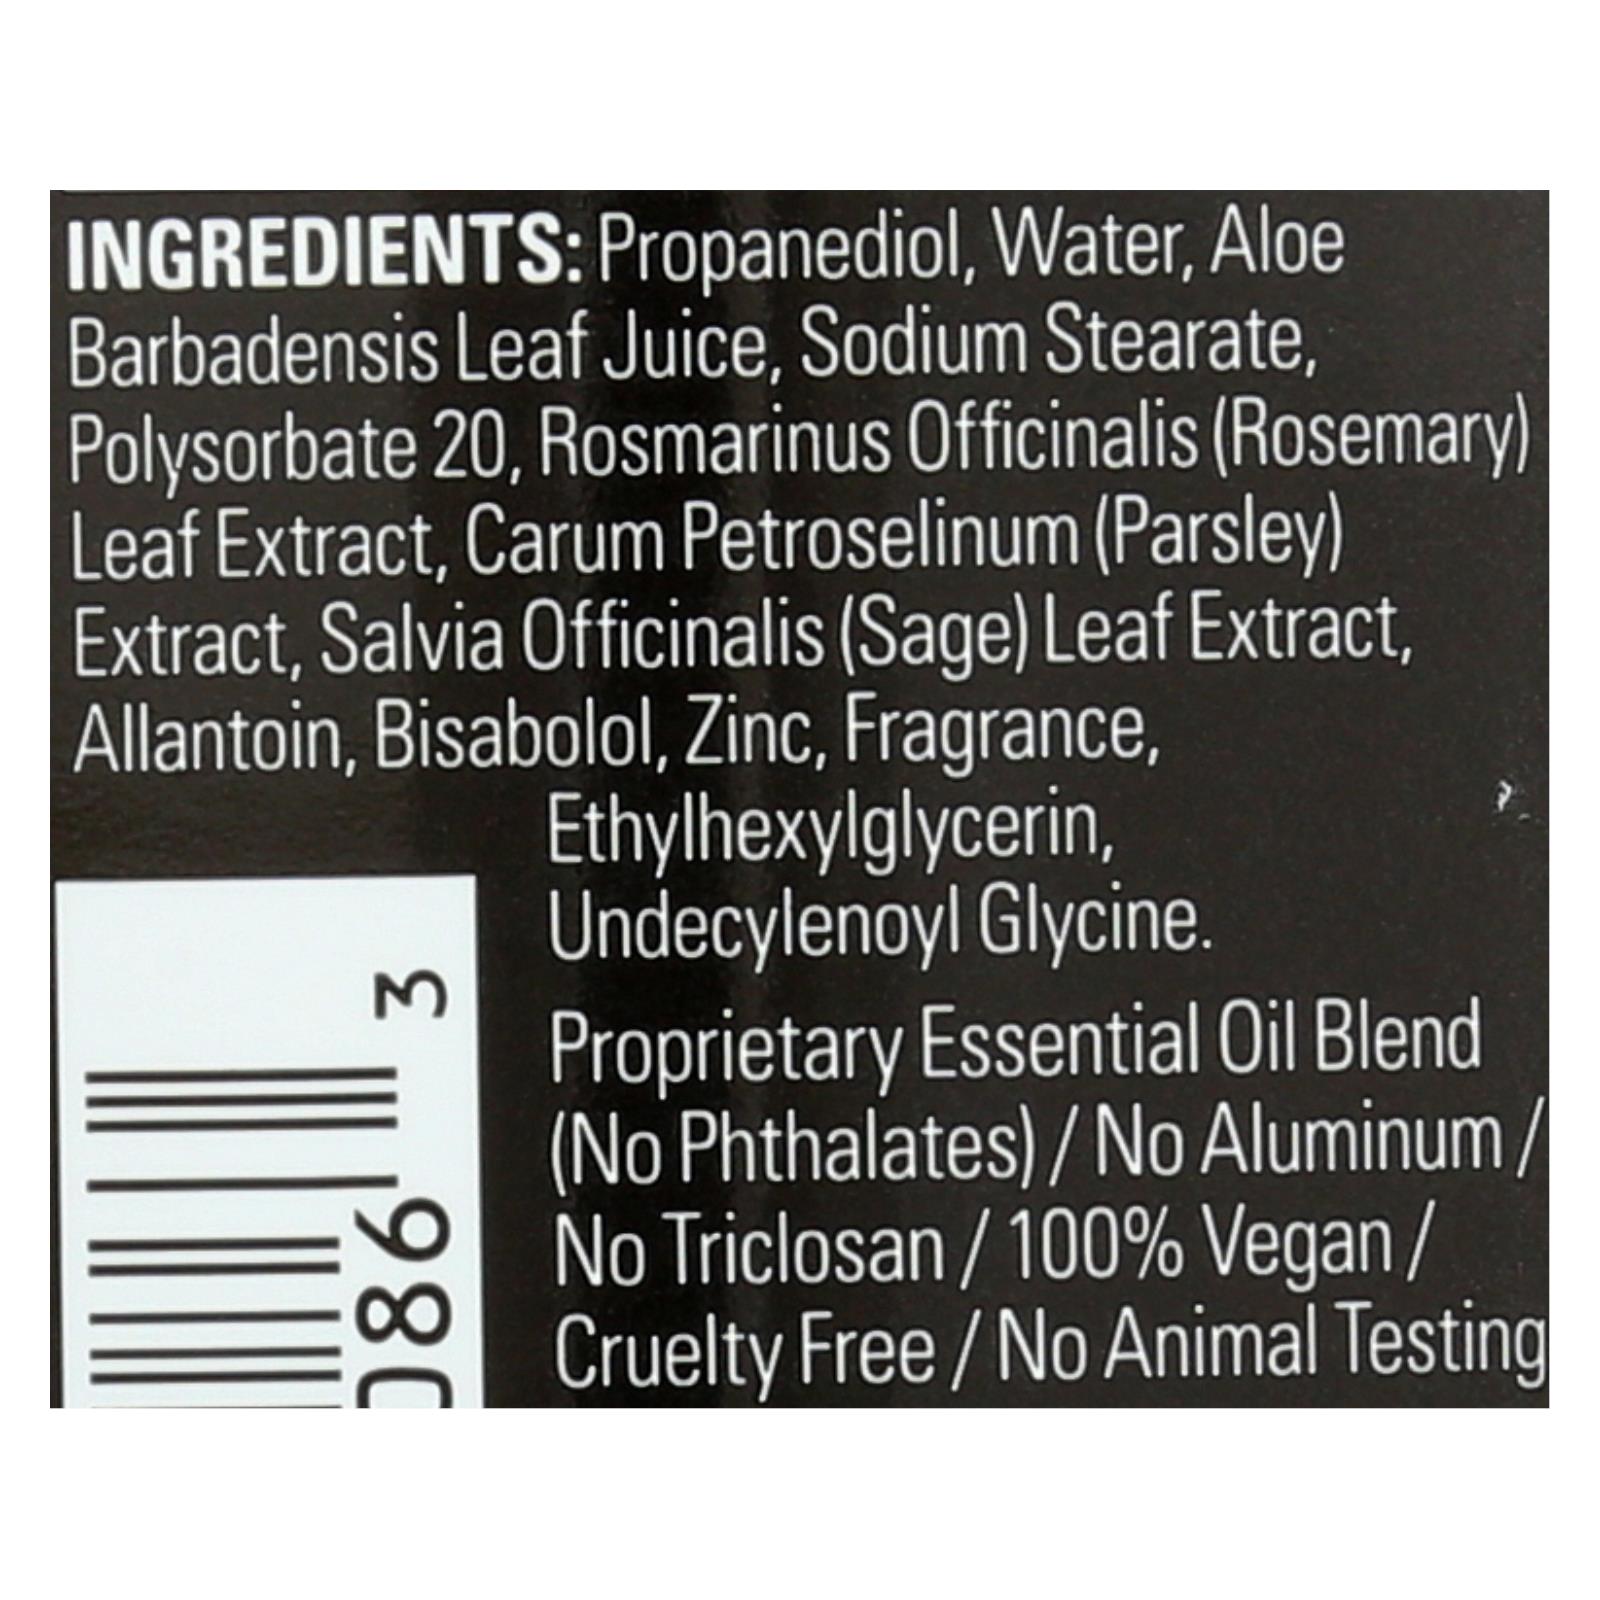 INGREDIENTS: Propanediol, Water, Aloe
Barbadensis Leaf Juice, Sodium Stearate,
Polysorbate 20, Rosmarinus Officinalis (Rosemary)
Leaf Extract, Carum Petroselinum (Parsley)
Extract, Salvia Officinalis (Sage) Leaf Extract,
Allantoin, Bisabolol, Zinc, Fragrance,
Ethylhexylglycerin,
Undecylenoyl Glycine.
Proprietary Essential Oil Blend
(No Phthalates) / No Aluminum /
No Triclosan / 100% Vegan /
Cruelty Free / No Animal Testing
086 3